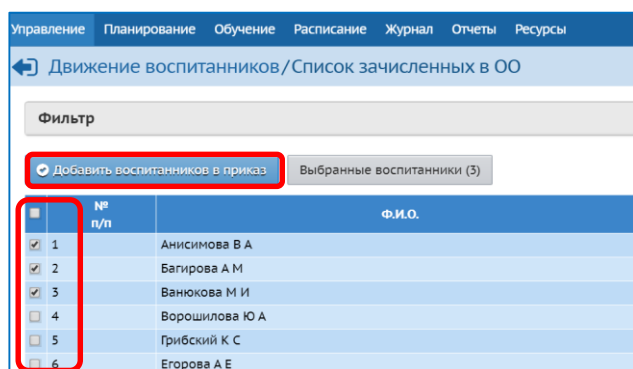 Управление Планирование Обучение Расписание Журнал Отчеты Ресурсы
Движение воспитанников/Список зачисленных в ОО
Фильтр
Добавить воспитанников в приказ Выбранные воспитанники (3)
№ п/п Ф.И.О.
1 Анисимова В А
2 Багирова А М
3 Ванюкова М И
4 Ворошилова Ю А
5 Грибский К С
6 Егорова А Е